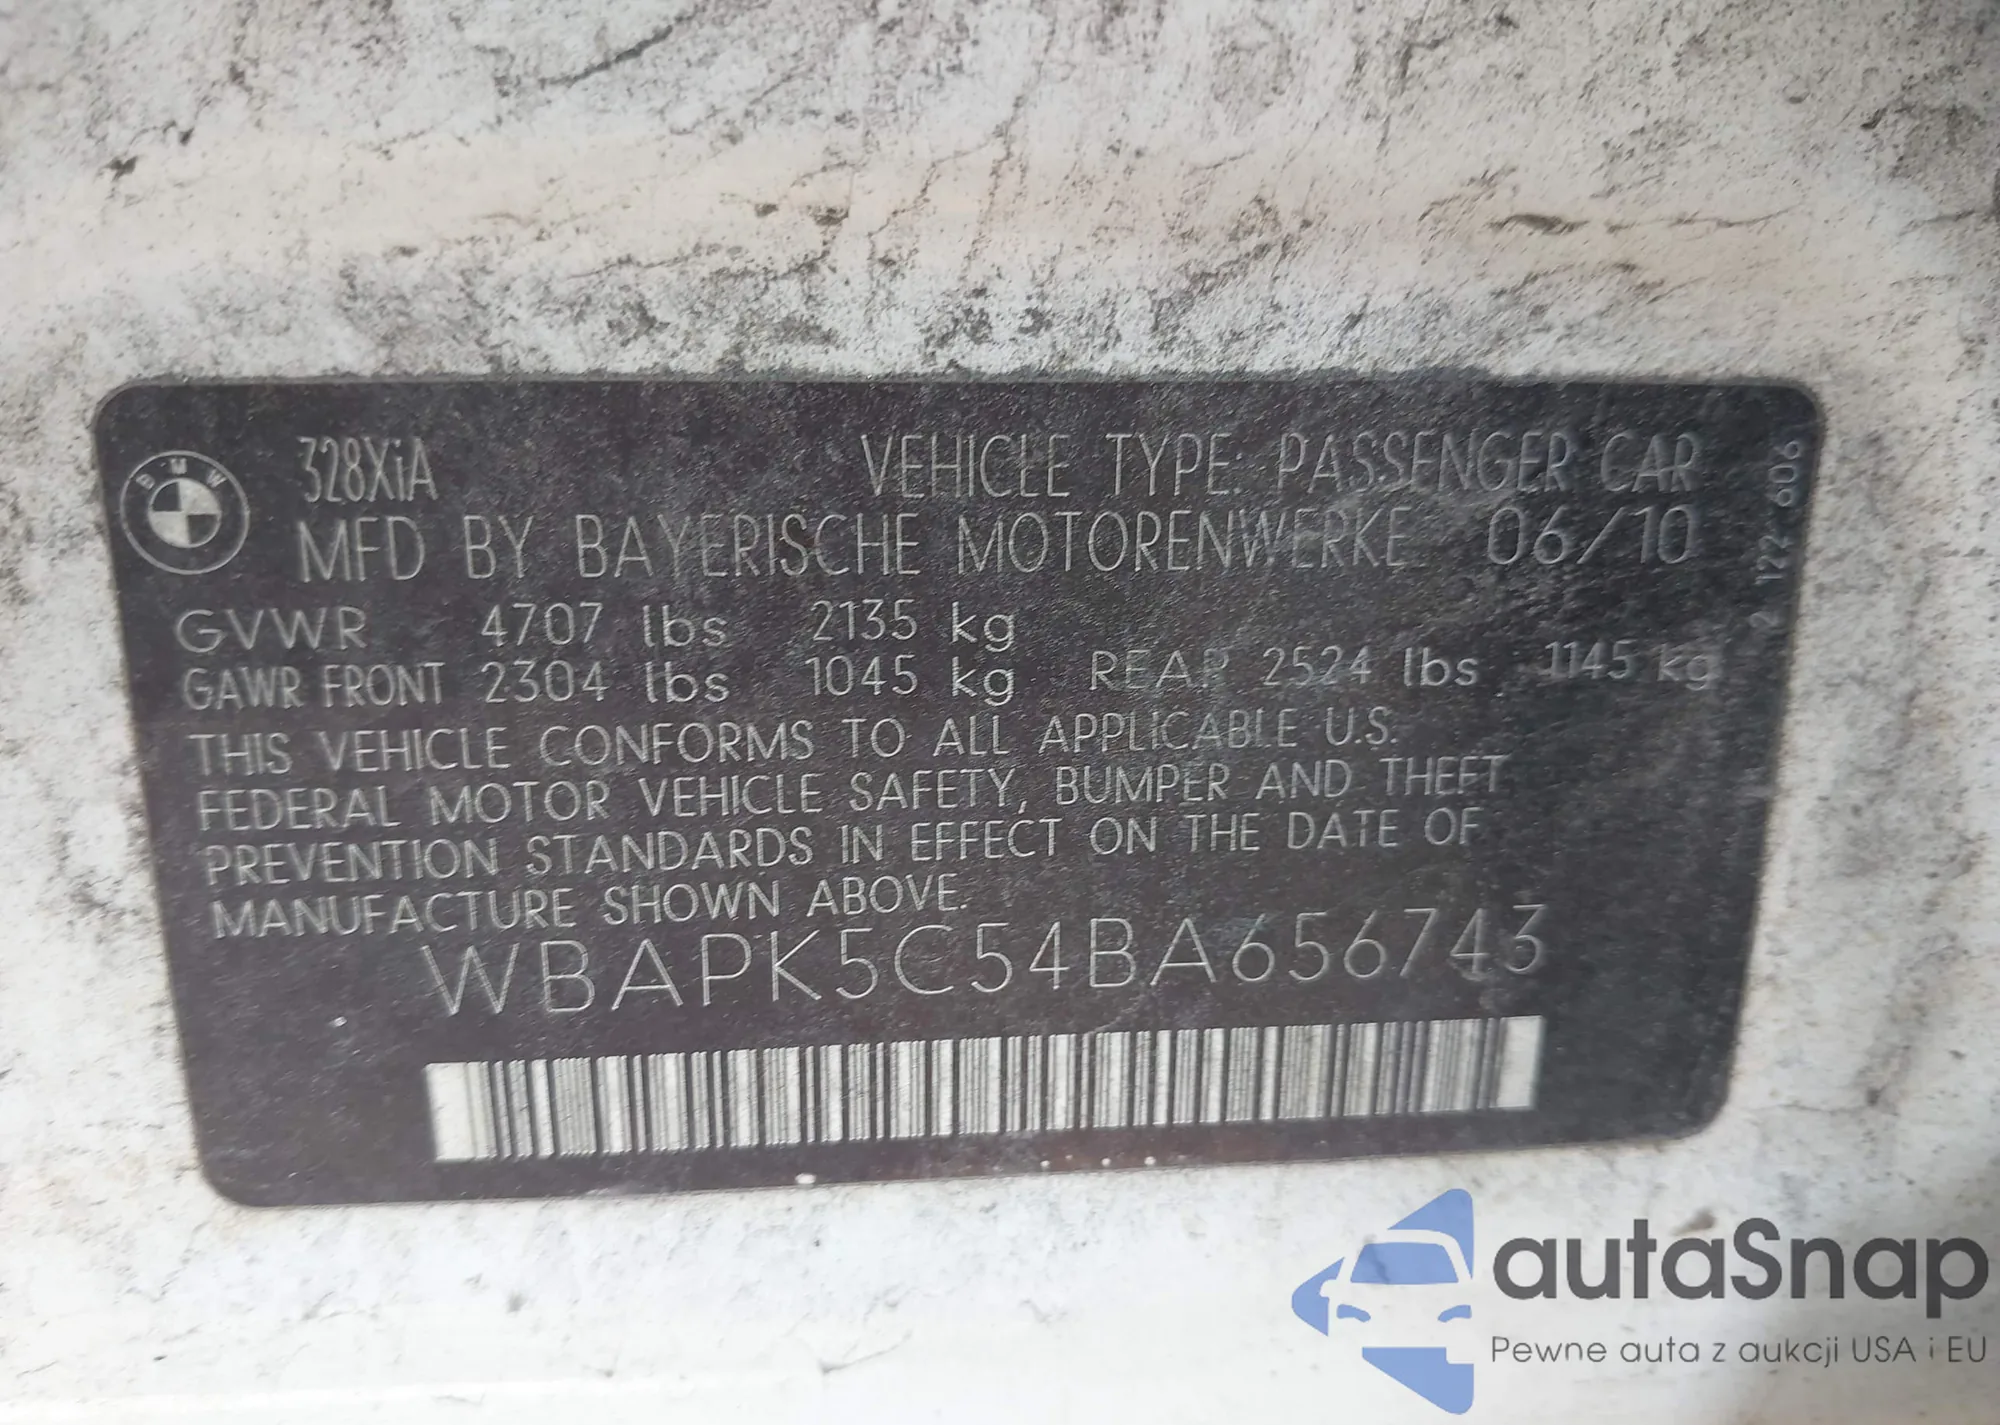 BMW
328XiA VEHICLE TYPE: PASSENGER CAR
MFD BY BAYERISCHE MOTORENWERKE 06/10
GVWR 4707 lbs 2135 kg
GAWR FRONT 2304 lbs 1045 kg REAR 2524 lbs 1145 kg
THIS VEHICLE CONFORMS TO ALL APPLICABLE U.S.
FEDERAL MOTOR VEHICLE SAFETY, BUMPER AND THEFT
PREVENTION STANDARDS IN EFFECT ON THE DATE OF
MANUFACTURE SHOWN ABOVE.
WBAPK5C54BA656743
2 122 606
autaSnap
Pewne auta z aukcji USA i EU